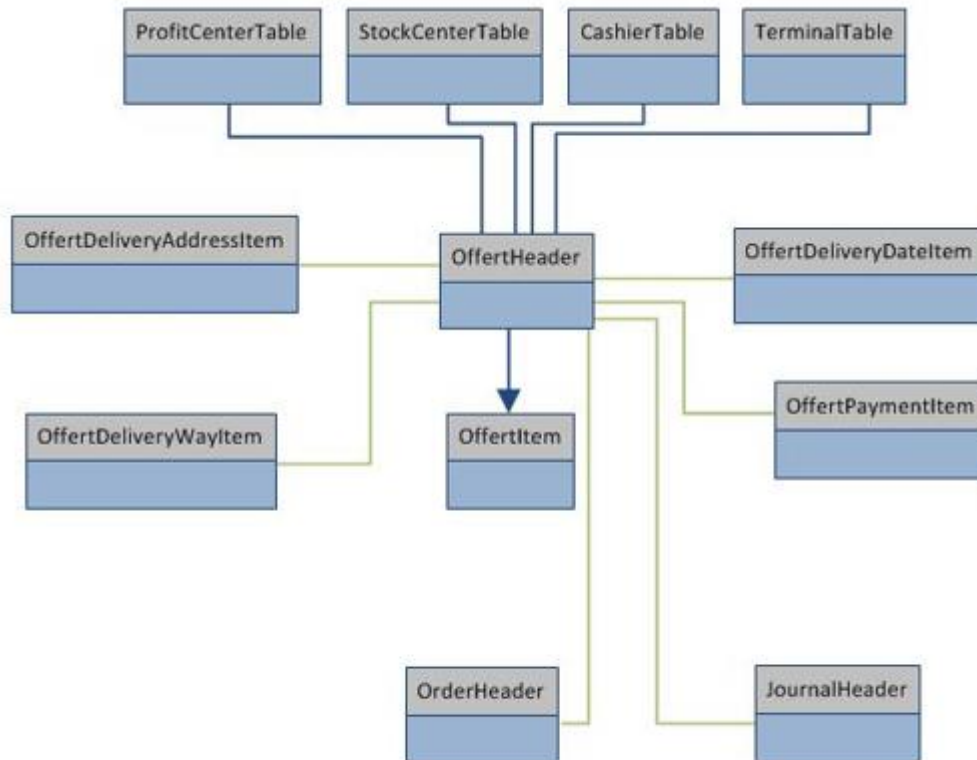 ProfitCenterTable
StockCenterTable
CashierTable
TerminalTable
OffertDeliveryAddressItem
OffertHeader
OffertDeliveryDateItem
OffertDeliveryWayItem
OffertItem
OffertPaymentItem
OrderHeader
JournalHeader